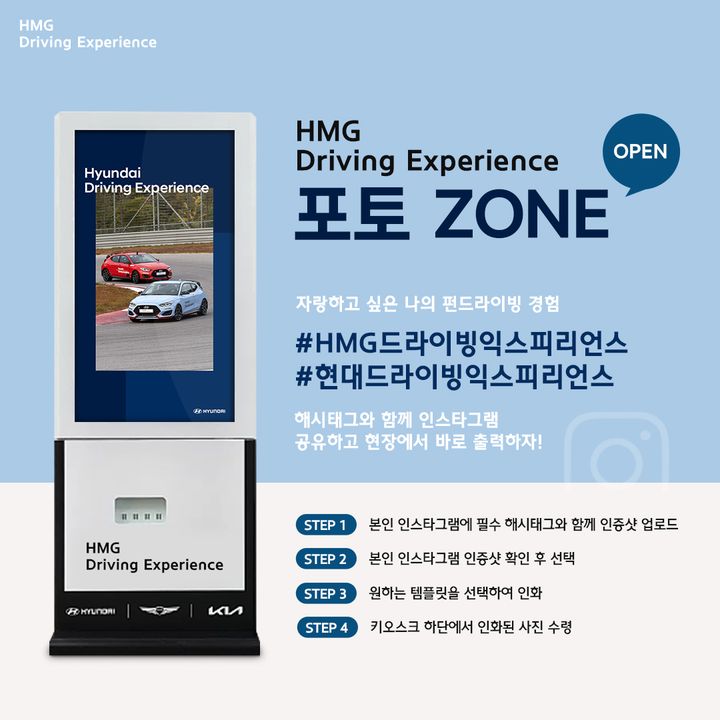 HMG
Driving Experience
HMG
Driving Experience
포토 ZONE
OPEN
Hyundai
Driving Experience
HYUNDAI
자랑하고 싶은 나의 펀드라이빙 경험
#HMG드라이빙익스피리언스
#현대드라이빙익스피리언스
해시태그와 함께 인스타그램
공유하고 현장에서 바로 출력하자!
HMG
Driving Experience
HYUNDAI
KIA
STEP 1 본인 인스타그램에 필수 해시태그와 함께 인증샷 업로드
STEP 2 본인 인스타그램 인증샷 확인 후 선택
STEP 3 원하는 템플릿을 선택하여 인화
STEP 4 키오스크 하단에서 인화된 사진 수령